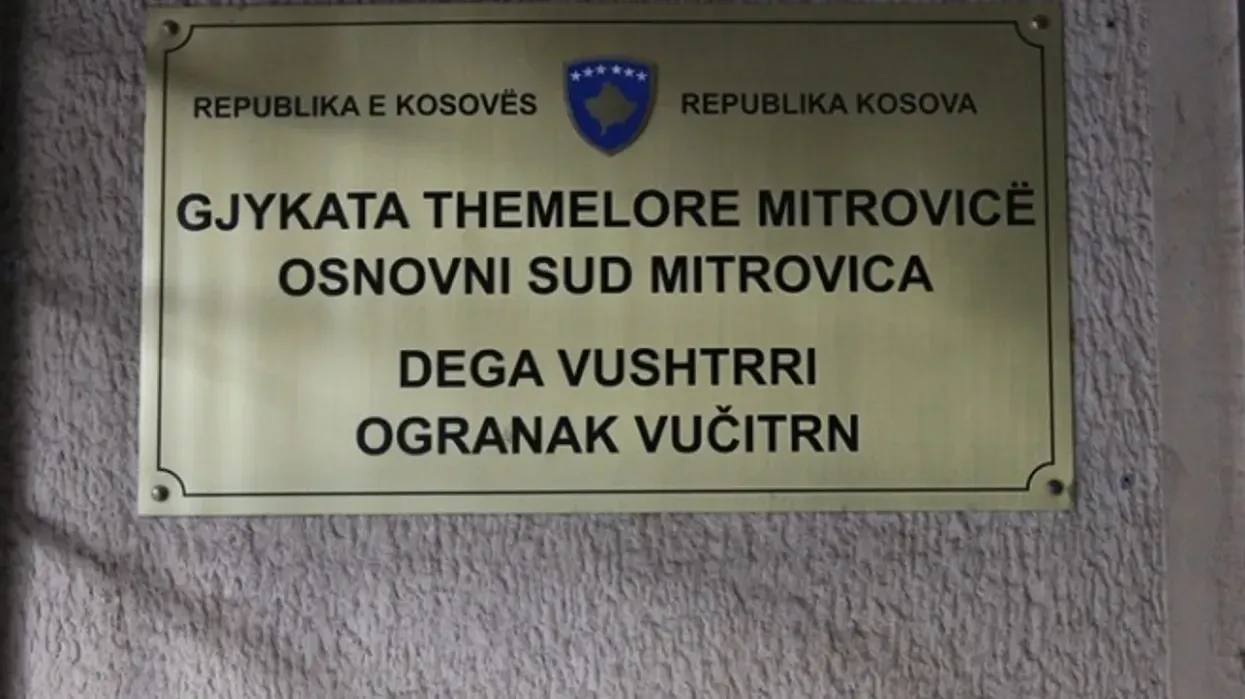 REPUBLIKA E KOSOVËS REPUBLIKA KOSOVA
GJYKATA THEMELORE MITROVICË
OSNOVNI SUD MITROVICA
DEGA VUSHTRRI
OGRANAK VUČITRN